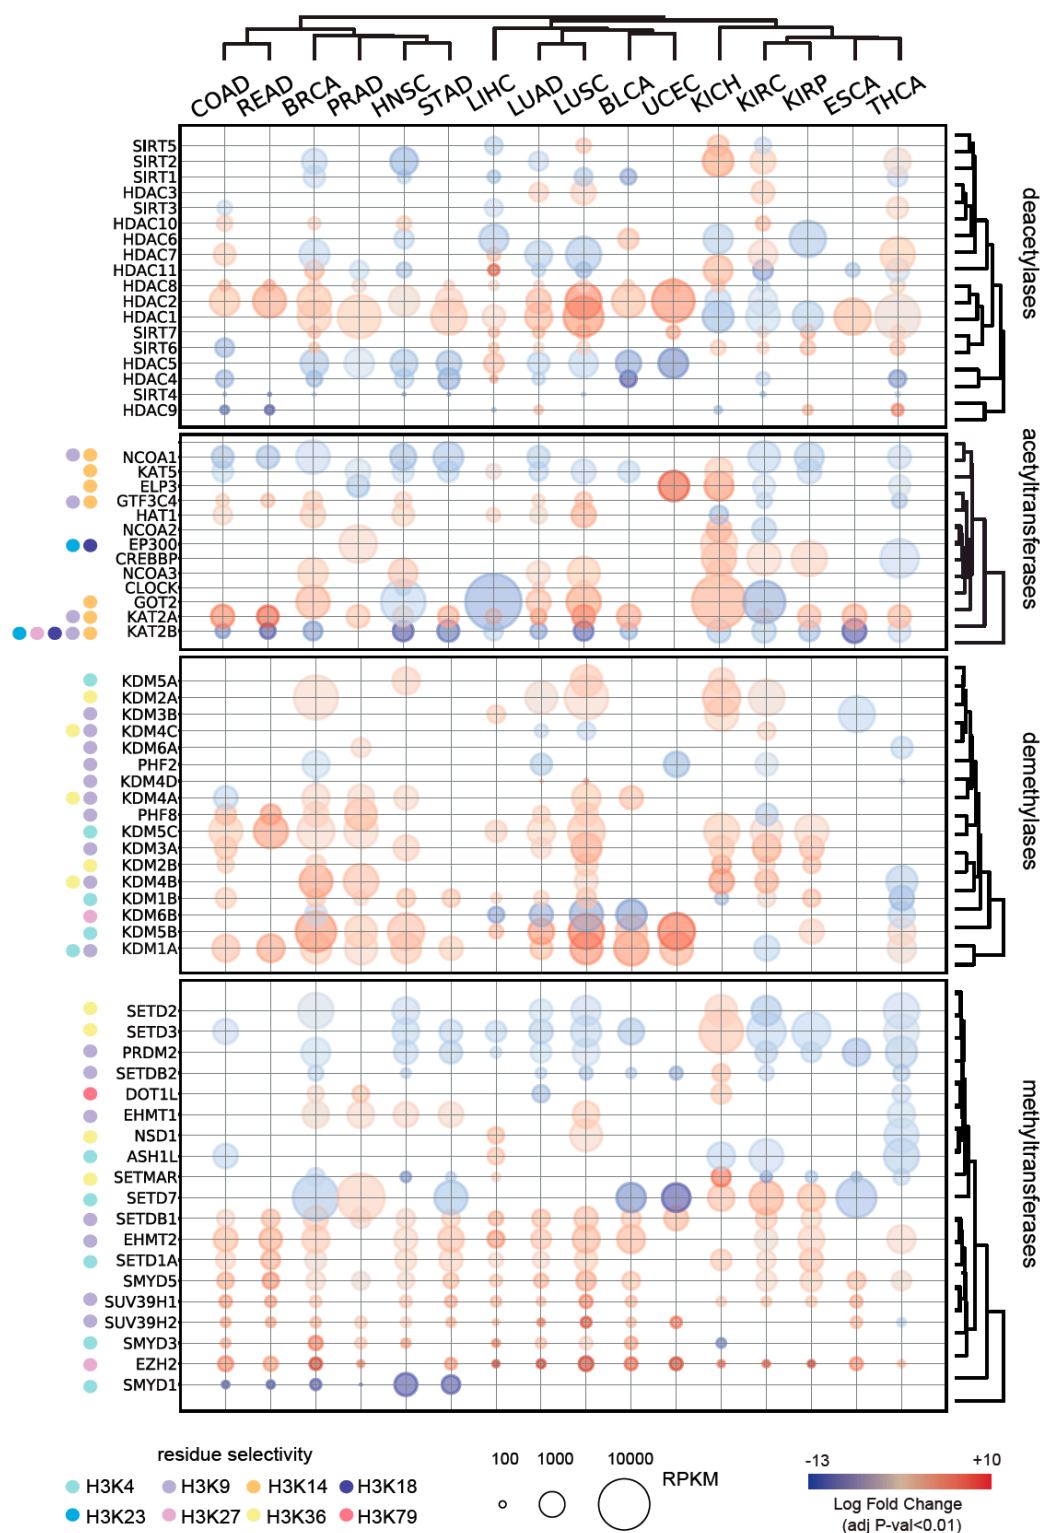 COAD READ BRCA PRAD HNSC STAD LIHC LUAD LUSC BLCA UCEC KICH KIRC KIRP ESCA THCA
SIRT5
SIRT2
SIRT1
HDAC3
SIRT3
HDAC10
HDAC6
HDAC7
HDAC11
HDAC8
HDAC2
HDAC1
SIRT7
SIRT6
HDAC5
HDAC4
SIRT4
HDAC9
deacetylases
NCOA1
KAT5
ELP3
GTF3C4
HAT1
NCOA2
EP300
CREBBP
NCOA3
CLOCK
GOT2
KAT2A
KAT2B
acetyltransferases
KDM5A
KDM2A
KDM3B
KDM4C
KDM6A
PHF2
KDM4D
KDM4A
PHF8
KDM5C
KDM3A
KDM2B
KDM4B
KDM1B
KDM6B
KDM5B
KDM1A
demethylases
SETD2
SETD3
PRDM2
SETDB2
DOT1L
EHMT1
NSD1
ASH1L
SETMAR
SETD7
SETDB1
EHMT2
SETD1A
SMYD5
SUV39H1
SUV39H2
SMYD3
EZH2
SMYD1
methyltransferases
residue selectivity
H3K4 H3K9 H3K14 H3K18
H3K23 H3K27 H3K36 H3K79
100 1000 10000
RPKM
-13 +10
Log Fold Change
(adj P-val<0.01)